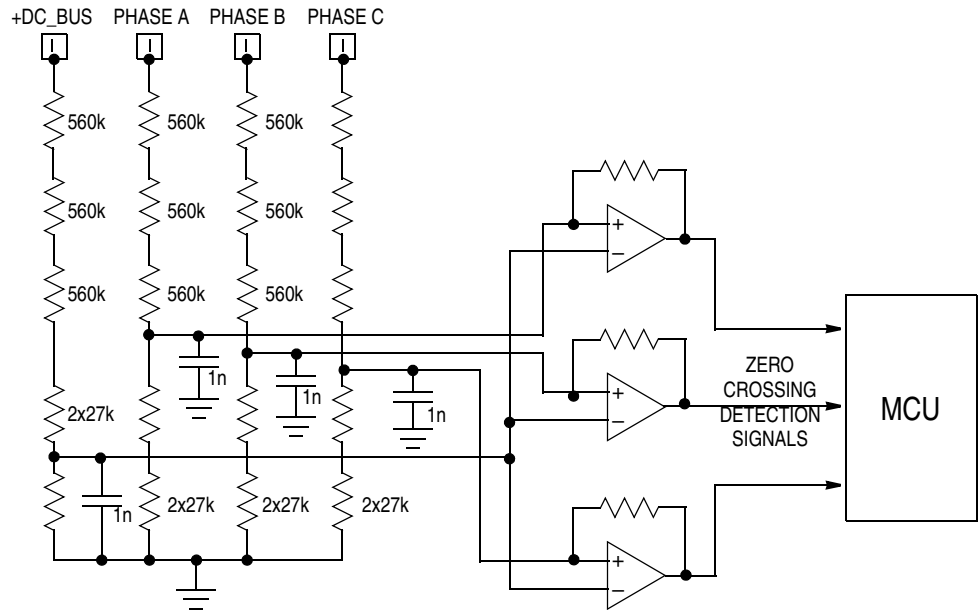 +DC_BUS PHASE A PHASE B PHASE C
560k 560k 560k
560k 560k 560k
560k 560k 560k
1n
1n
1n
2x27k
1n
2x27k 2x27k 2x27k
+
−
+
−
+
−
ZERO
CROSSING
DETECTION
SIGNALS
MCU